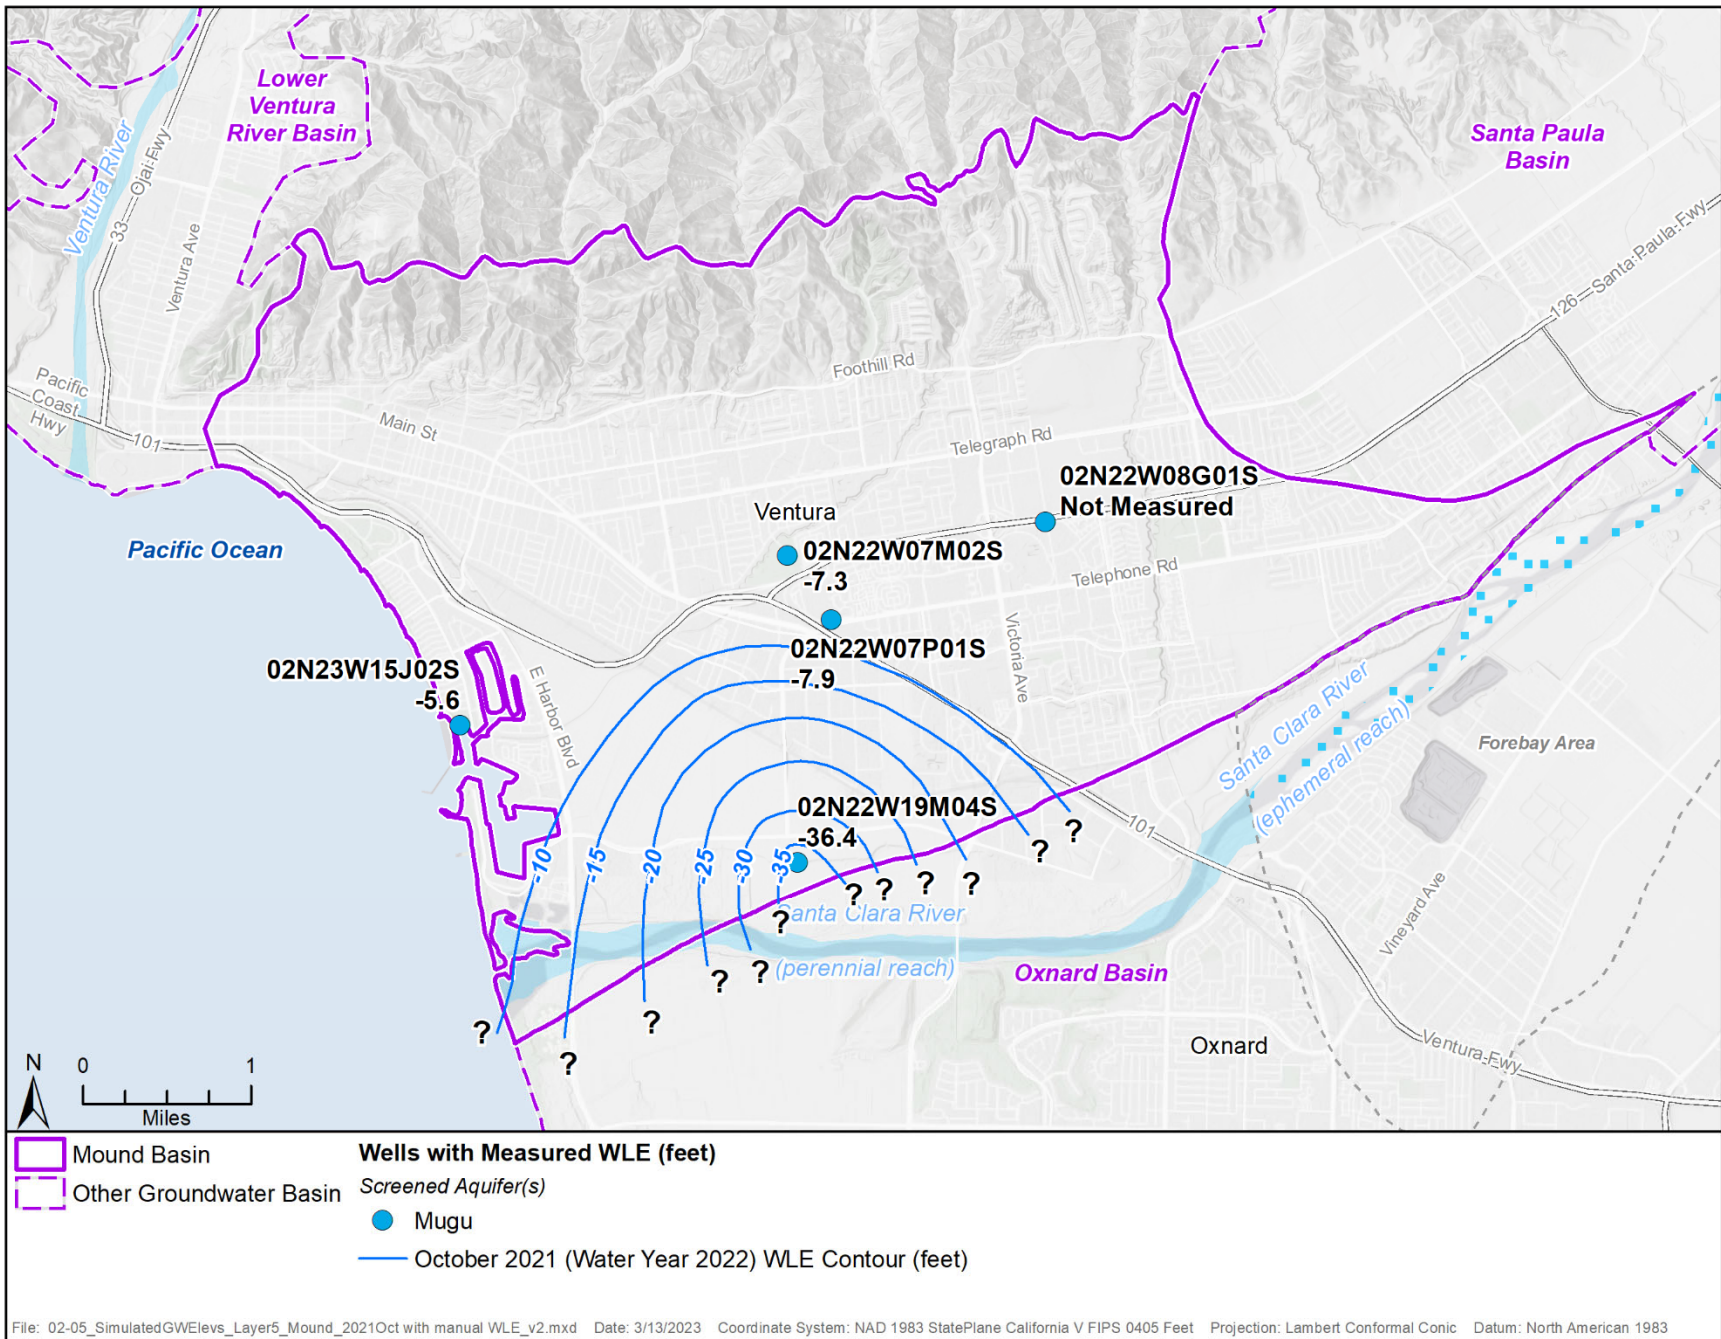 Lower
Ventura
River Basin
Santa Paula
Basin
Ventura River
33
Ojai Fwy
Ventura Ave
126
Santa Paula Fwy
Foothill Rd
Pacific
Coast
Hwy
101
Main St
Telegraph Rd
02N22W08G01S
Not Measured
Ventura
Pacific Ocean
02N22W07M02S
-7.3
Telephone Rd
Victoria Ave
02N22W07P01S
-7.9
02N23W15J02S
-5.6
E Harbor Blvd
Santa Clara River
(ephemeral reach)
Forebay Area
02N22W19M04S
-36.4
101
-10
-15
-20
-25
-30
-35
?
?
?
?
?
?
?
?
?
?
?
?
Santa Clara River
(perennial reach)
Vineyard Ave
Oxnard Basin
Oxnard
Ventura Fwy
N
0 1
Miles
Mound Basin
Other Groundwater Basin
Wells with Measured WLE (feet)
Screened Aquifer(s)
Mugu
October 2021 (Water Year 2022) WLE Contour (feet)
File: 02-05_SimulatedGWElevs_Layer5_Mound_2021Oct with manual WLE_v2.mxd Date: 3/13/2023 Coordinate System: NAD 1983 StatePlane California V FIPS 0405 Feet Projection: Lambert Conformal Conic Datum: North American 1983